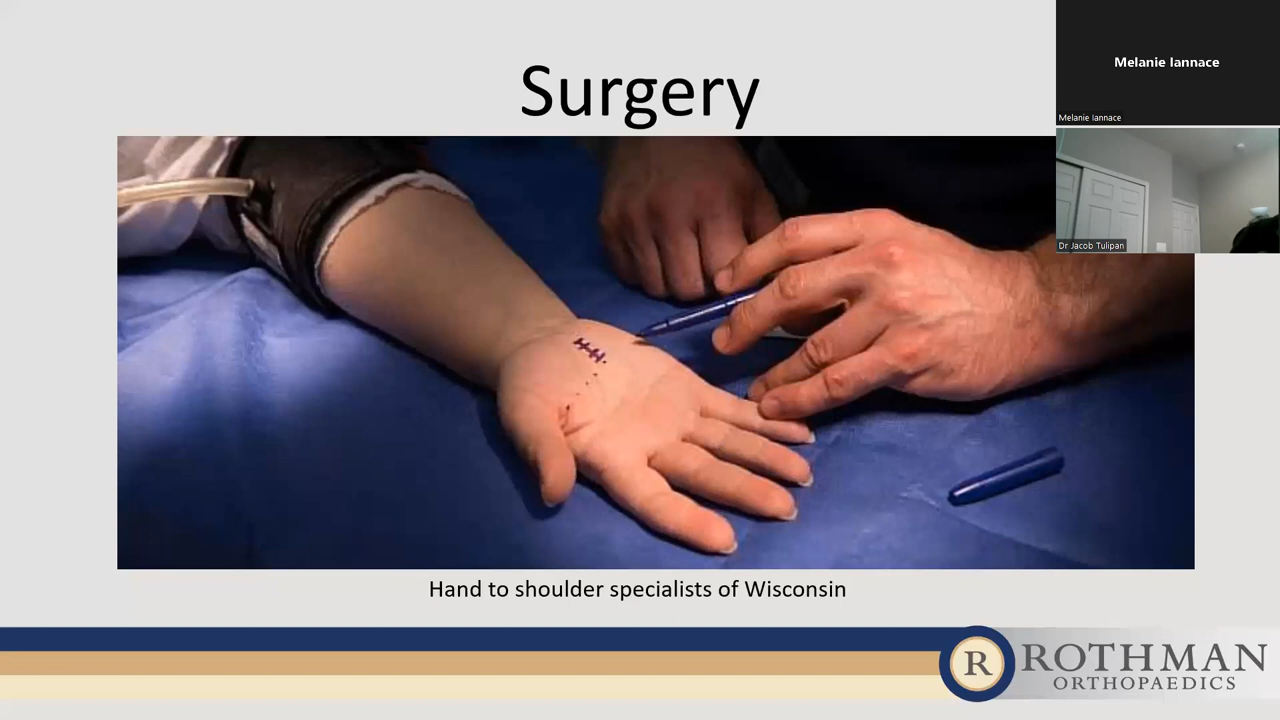 Surgery
Melanie Iannace
Melanie Iannace
Dr Jacob Tulipan
Hand to shoulder specialists of Wisconsin
R
ROTHMAN
ORTHOPAEDICS